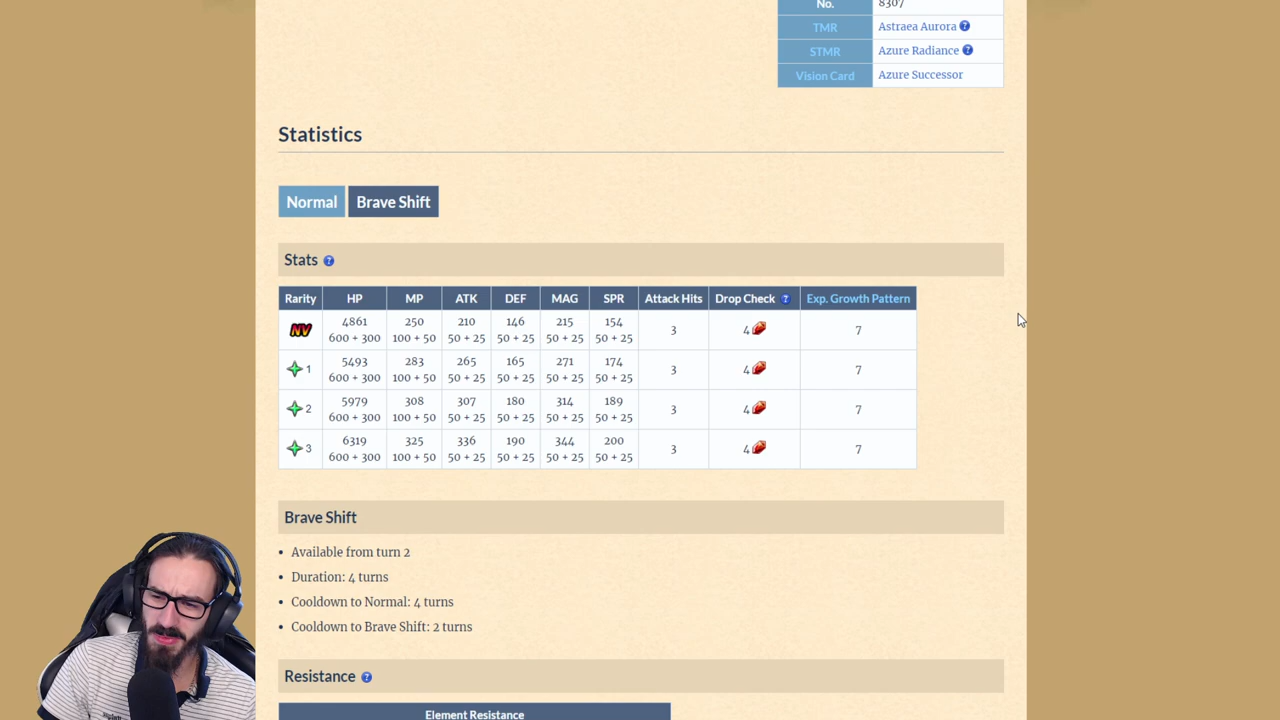 No. 8307
TMR Astraea Aurora ?
STMR Azure Radiance ?
Vision Card Azure Successor
Statistics
Normal Brave Shift
Stats ?
Rarity HP MP ATK DEF MAG SPR Attack Hits Drop Check ? Exp. Growth Pattern
NV 4861 250 210 146 215 154 3 4 7
600 + 300 100 + 50 50 + 25 50 + 25 50 + 25 50 + 25
1 5493 283 265 165 271 174 3 4 7
600 + 300 100 + 50 50 + 25 50 + 25 50 + 25 50 + 25
2 5979 308 307 180 314 189 3 4 7
600 + 300 100 + 50 50 + 25 50 + 25 50 + 25 50 + 25
3 6319 325 336 190 344 200 3 4 7
600 + 300 100 + 50 50 + 25 50 + 25 50 + 25 50 + 25
Brave Shift
• Available from turn 2
• Duration: 4 turns
• Cooldown to Normal: 4 turns
• Cooldown to Brave Shift: 2 turns
Resistance ?
Element Resistance